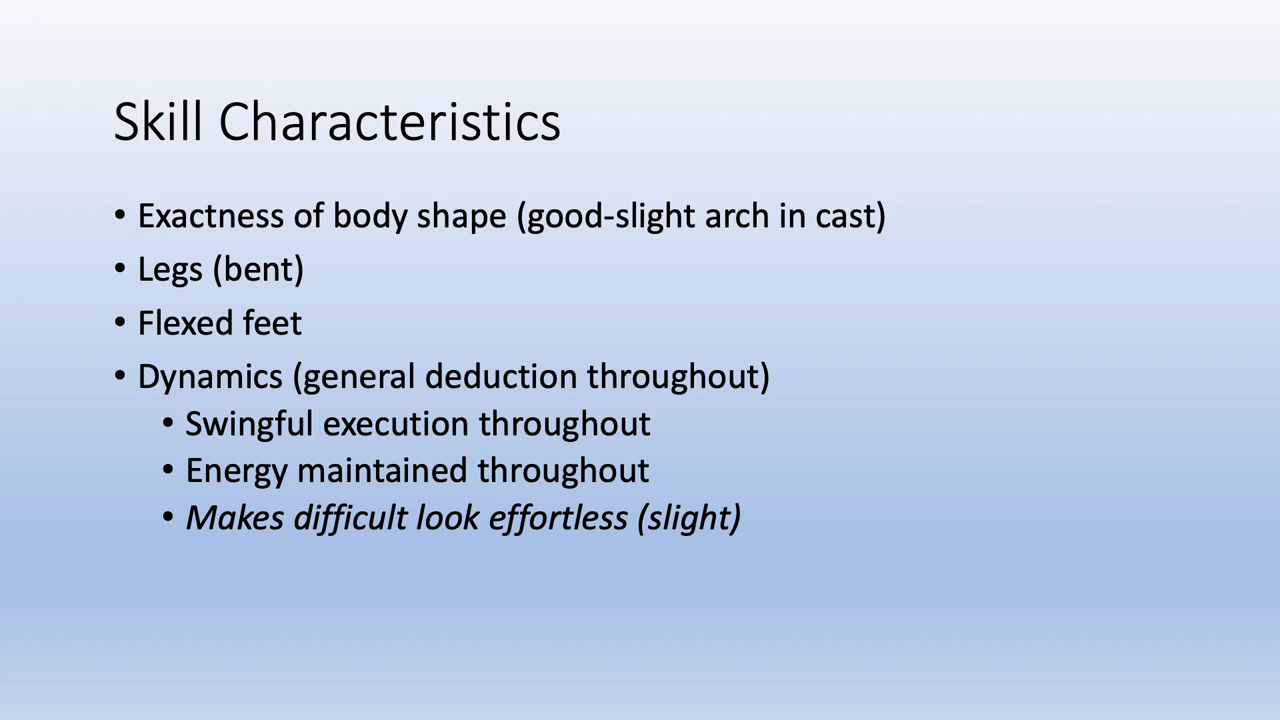 Skill Characteristics
• Exactness of body shape (good-slight arch in cast)
• Legs (bent)
• Flexed feet
• Dynamics (general deduction throughout)
• Swingful execution throughout
• Energy maintained throughout
• Makes difficult look effortless (slight)